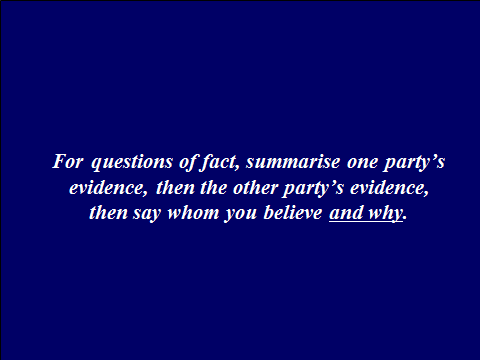 For questions of fact, summarise one party’s
evidence, then the other party’s evidence,
then say whom you believe and why.